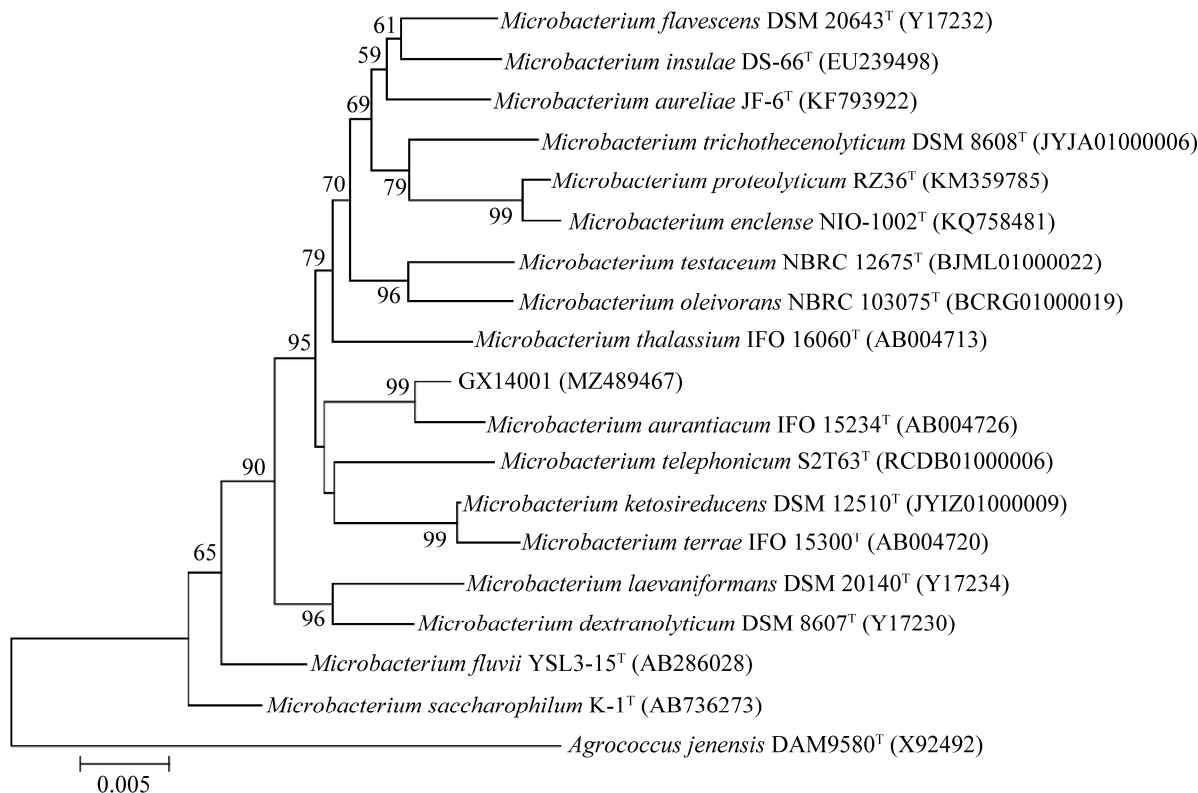 Microbacterium flavescens DSM 20643ᵀ (Y17232)
61
Microbacterium insulae DS-66ᵀ (EU239498)
59
Microbacterium aureliae JF-6ᵀ (KF793922)
69
Microbacterium trichothecenolyticum DSM 8608ᵀ (JYJA01000006)
79
Microbacterium proteolyticum RZ36ᵀ (KM359785)
70
99
Microbacterium enclense NIO-1002ᵀ (KQ758481)
79
Microbacterium testaceum NBRC 12675ᵀ (BJML01000022)
96
Microbacterium oleivorans NBRC 103075ᵀ (BCRG01000019)
95
Microbacterium thalassium IFO 16060ᵀ (AB004713)
99
GX14001 (MZ489467)
Microbacterium aurantiacum IFO 15234ᵀ (AB004726)
90
Microbacterium telephonicum S2T63ᵀ (RCDB01000006)
Microbacterium ketosireducens DSM 12510ᵀ (JYIZ01000009)
99
Microbacterium terrae IFO 15300ᵀ (AB004720)
65
Microbacterium laevaniformans DSM 20140ᵀ (Y17234)
96
Microbacterium dextranolyticum DSM 8607ᵀ (Y17230)
Microbacterium fluvii YSL3-15ᵀ (AB286028)
Microbacterium saccharophilum K-1ᵀ (AB736273)
Agrococcus jenensis DAM9580ᵀ (X92492)
0.005